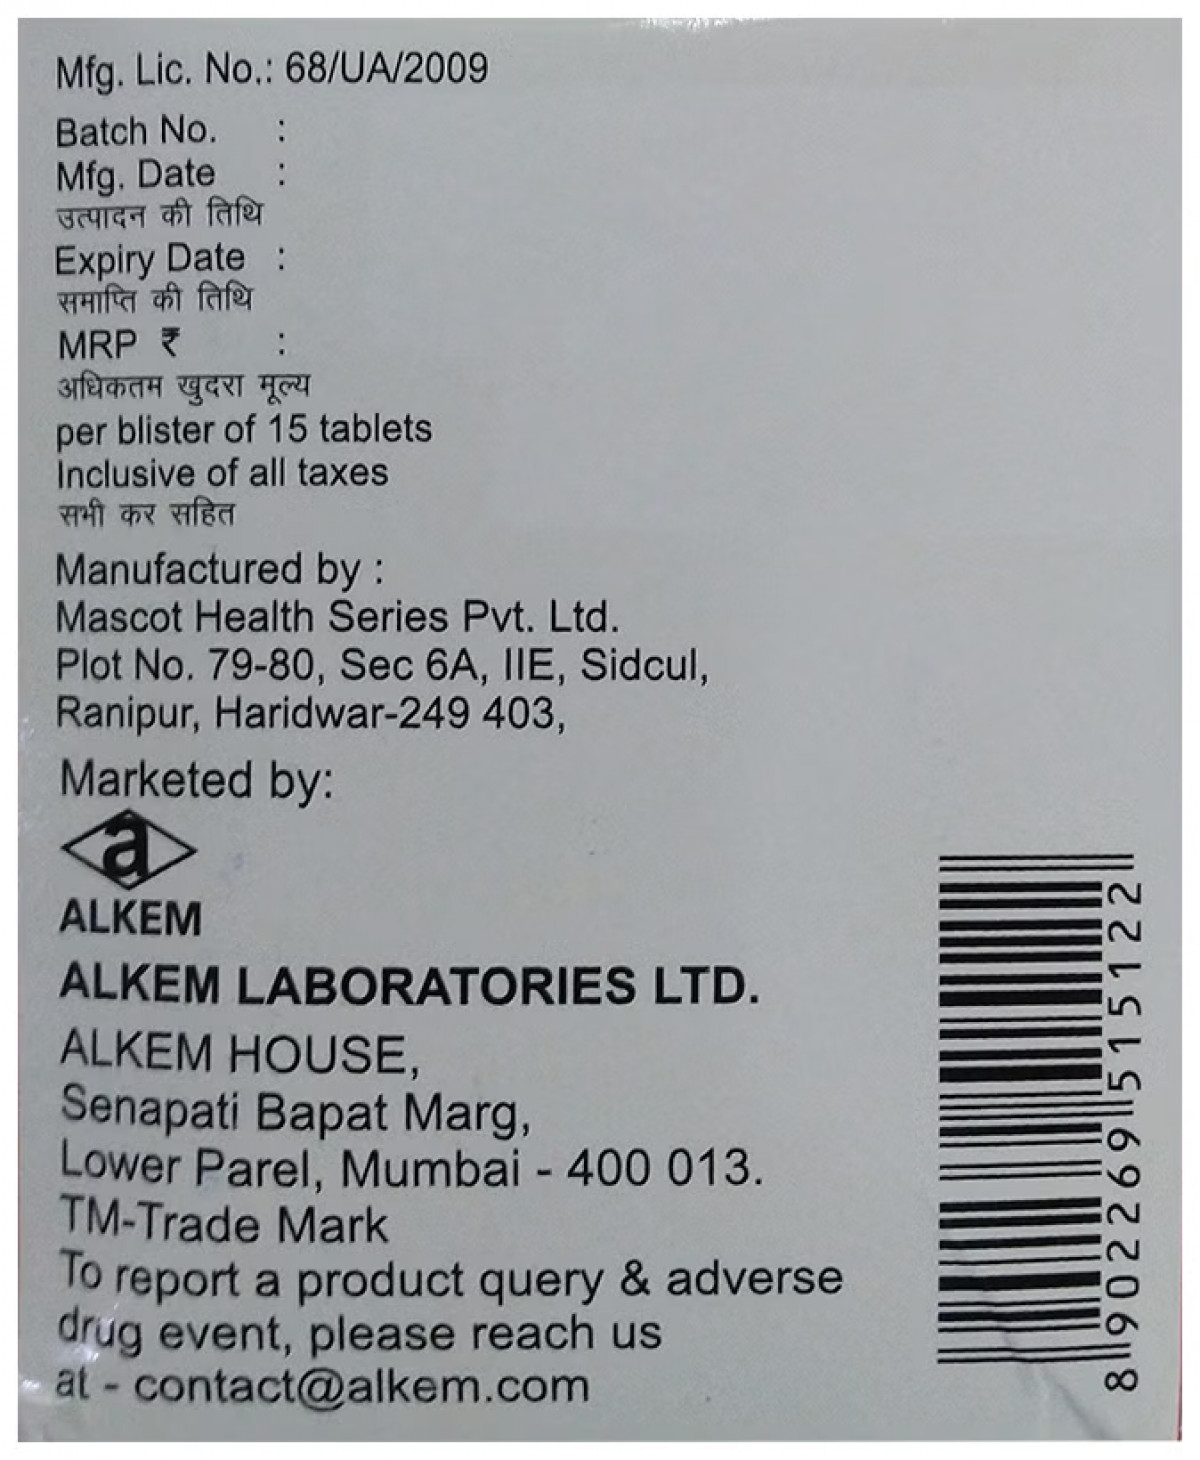 Mfg. Lic. No.: 68/UA/2009
Batch No. :
Mfg. Date :
उत्पादन की तिथि
Expiry Date :
समाप्ति की तिथि
MRP ₹ :
अधिकतम खुदरा मूल्य
per blister of 15 tablets
Inclusive of all taxes
सभी कर सहित
Manufactured by :
Mascot Health Series Pvt. Ltd.
Plot No. 79-80, Sec 6A, IIE, Sidcul,
Ranipur, Haridwar-249 403,
Marketed by:
a
ALKEM
ALKEM LABORATORIES LTD.
ALKEM HOUSE,
Senapati Bapat Marg,
Lower Parel, Mumbai - 400 013.
TM-Trade Mark
To report a product query & adverse
drug event, please reach us
at - contact@alkem.com
8 902269 515122